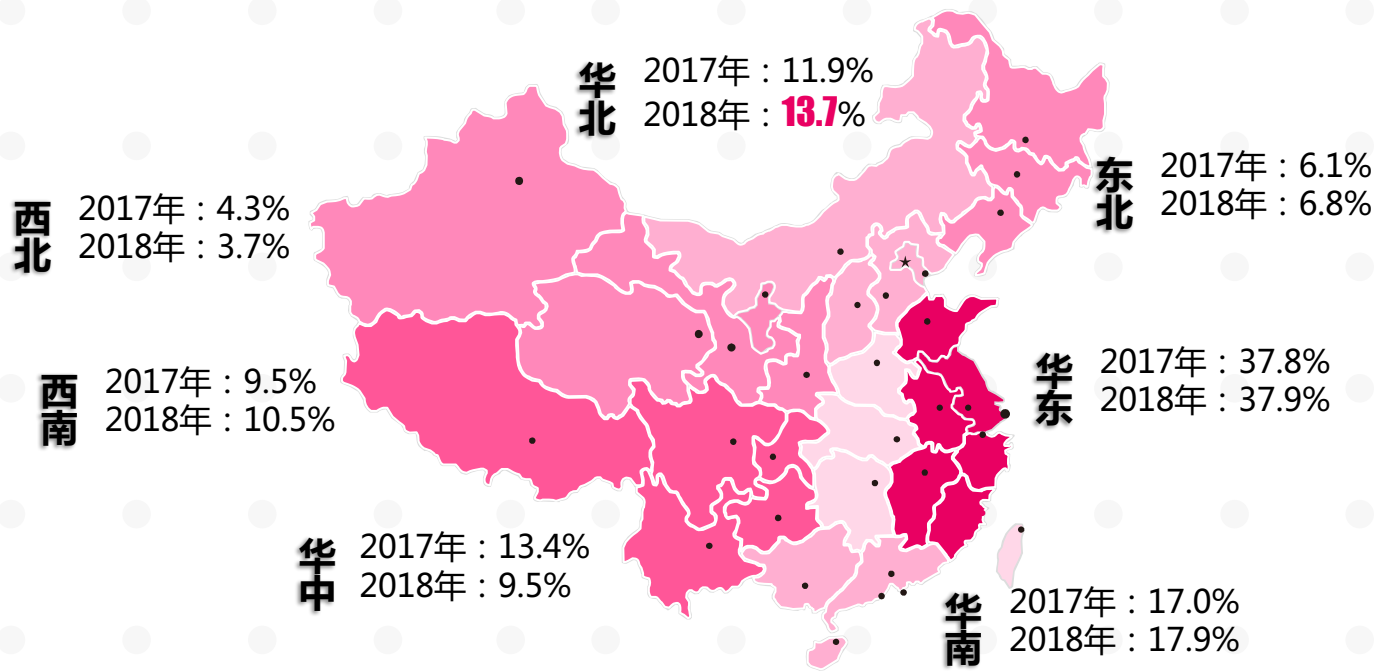 华北
2017年：11.9%
2018年：13.7%
东北
2017年：6.1%
2018年：6.8%
西北
2017年：4.3%
2018年：3.7%
华东
2017年：37.8%
2018年：37.9%
西南
2017年：9.5%
2018年：10.5%
华中
2017年：13.4%
2018年：9.5%
华南
2017年：17.0%
2018年：17.9%